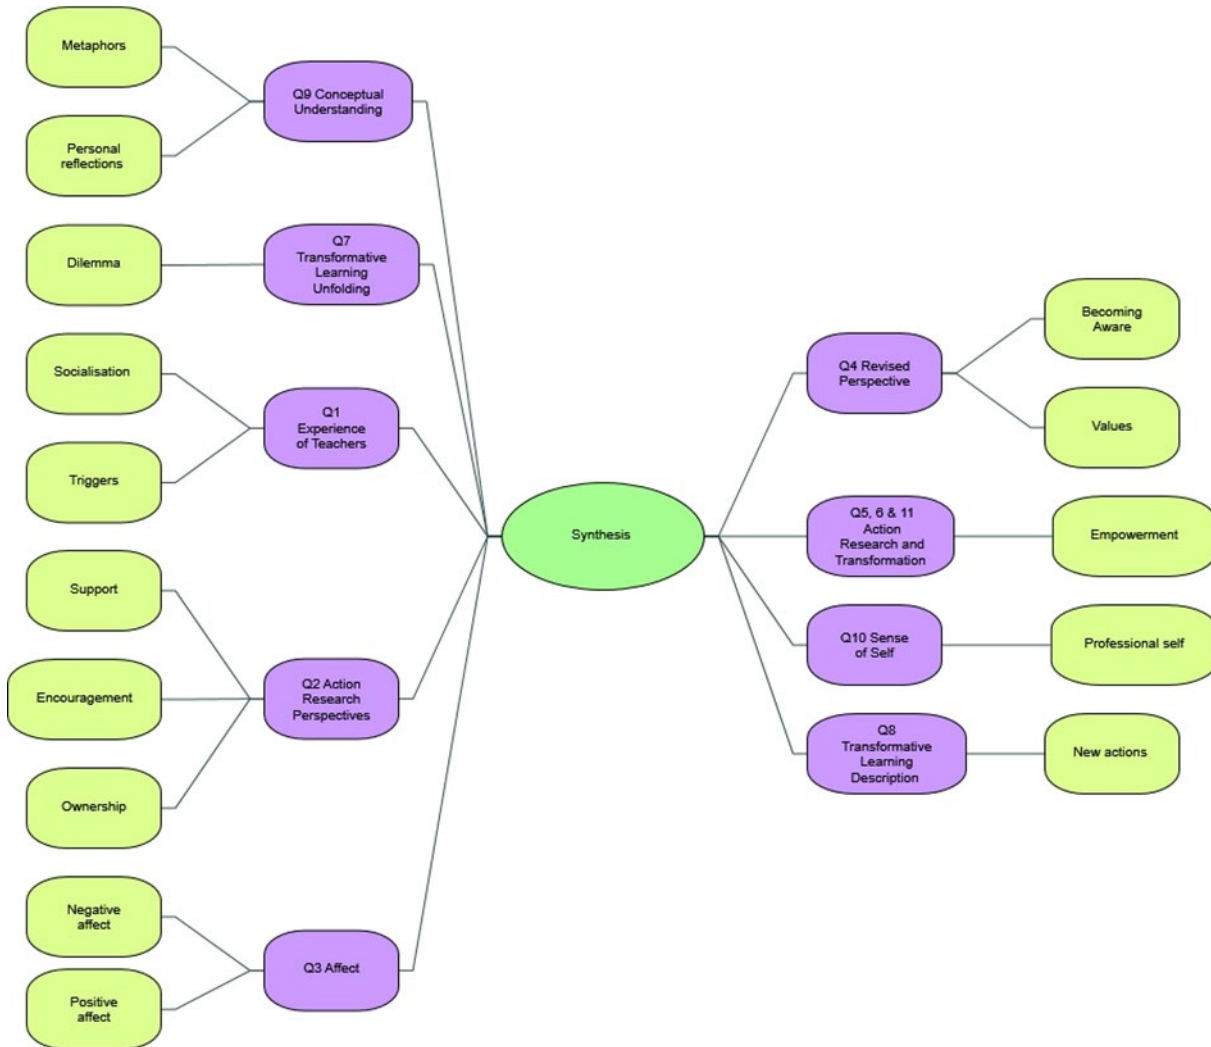 Metaphors
Personal
reflections
Q9 Conceptual
Understanding
Dilemma
Q7
Transformative
Learning
Unfolding
Socialisation
Triggers
Q1
Experience
of Teachers
Support
Encouragement
Ownership
Q2 Action
Research
Perspectives
Negative
affect
Positive
affect
Q3 Affect
Synthesis
Q4 Revised
Perspective
Becoming
Aware
Values
Q5, 6 & 11
Action
Research and
Transformation
Empowerment
Q10 Sense
of Self
Professional self
Q8
Transformative
Learning
Description
New actions